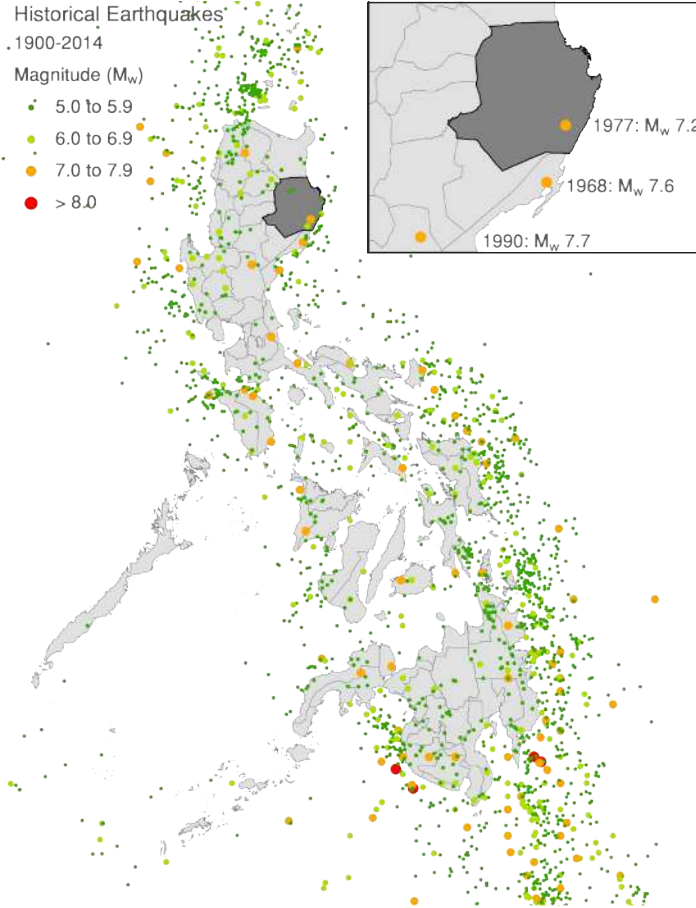 Historical Earthquakes
1900-2014
Magnitude (Mw)
5.0 to 5.9
6.0 to 6.9
7.0 to 7.9
> 8.0
1977: Mw 7.2
1968: Mw 7.6
1990: Mw 7.7